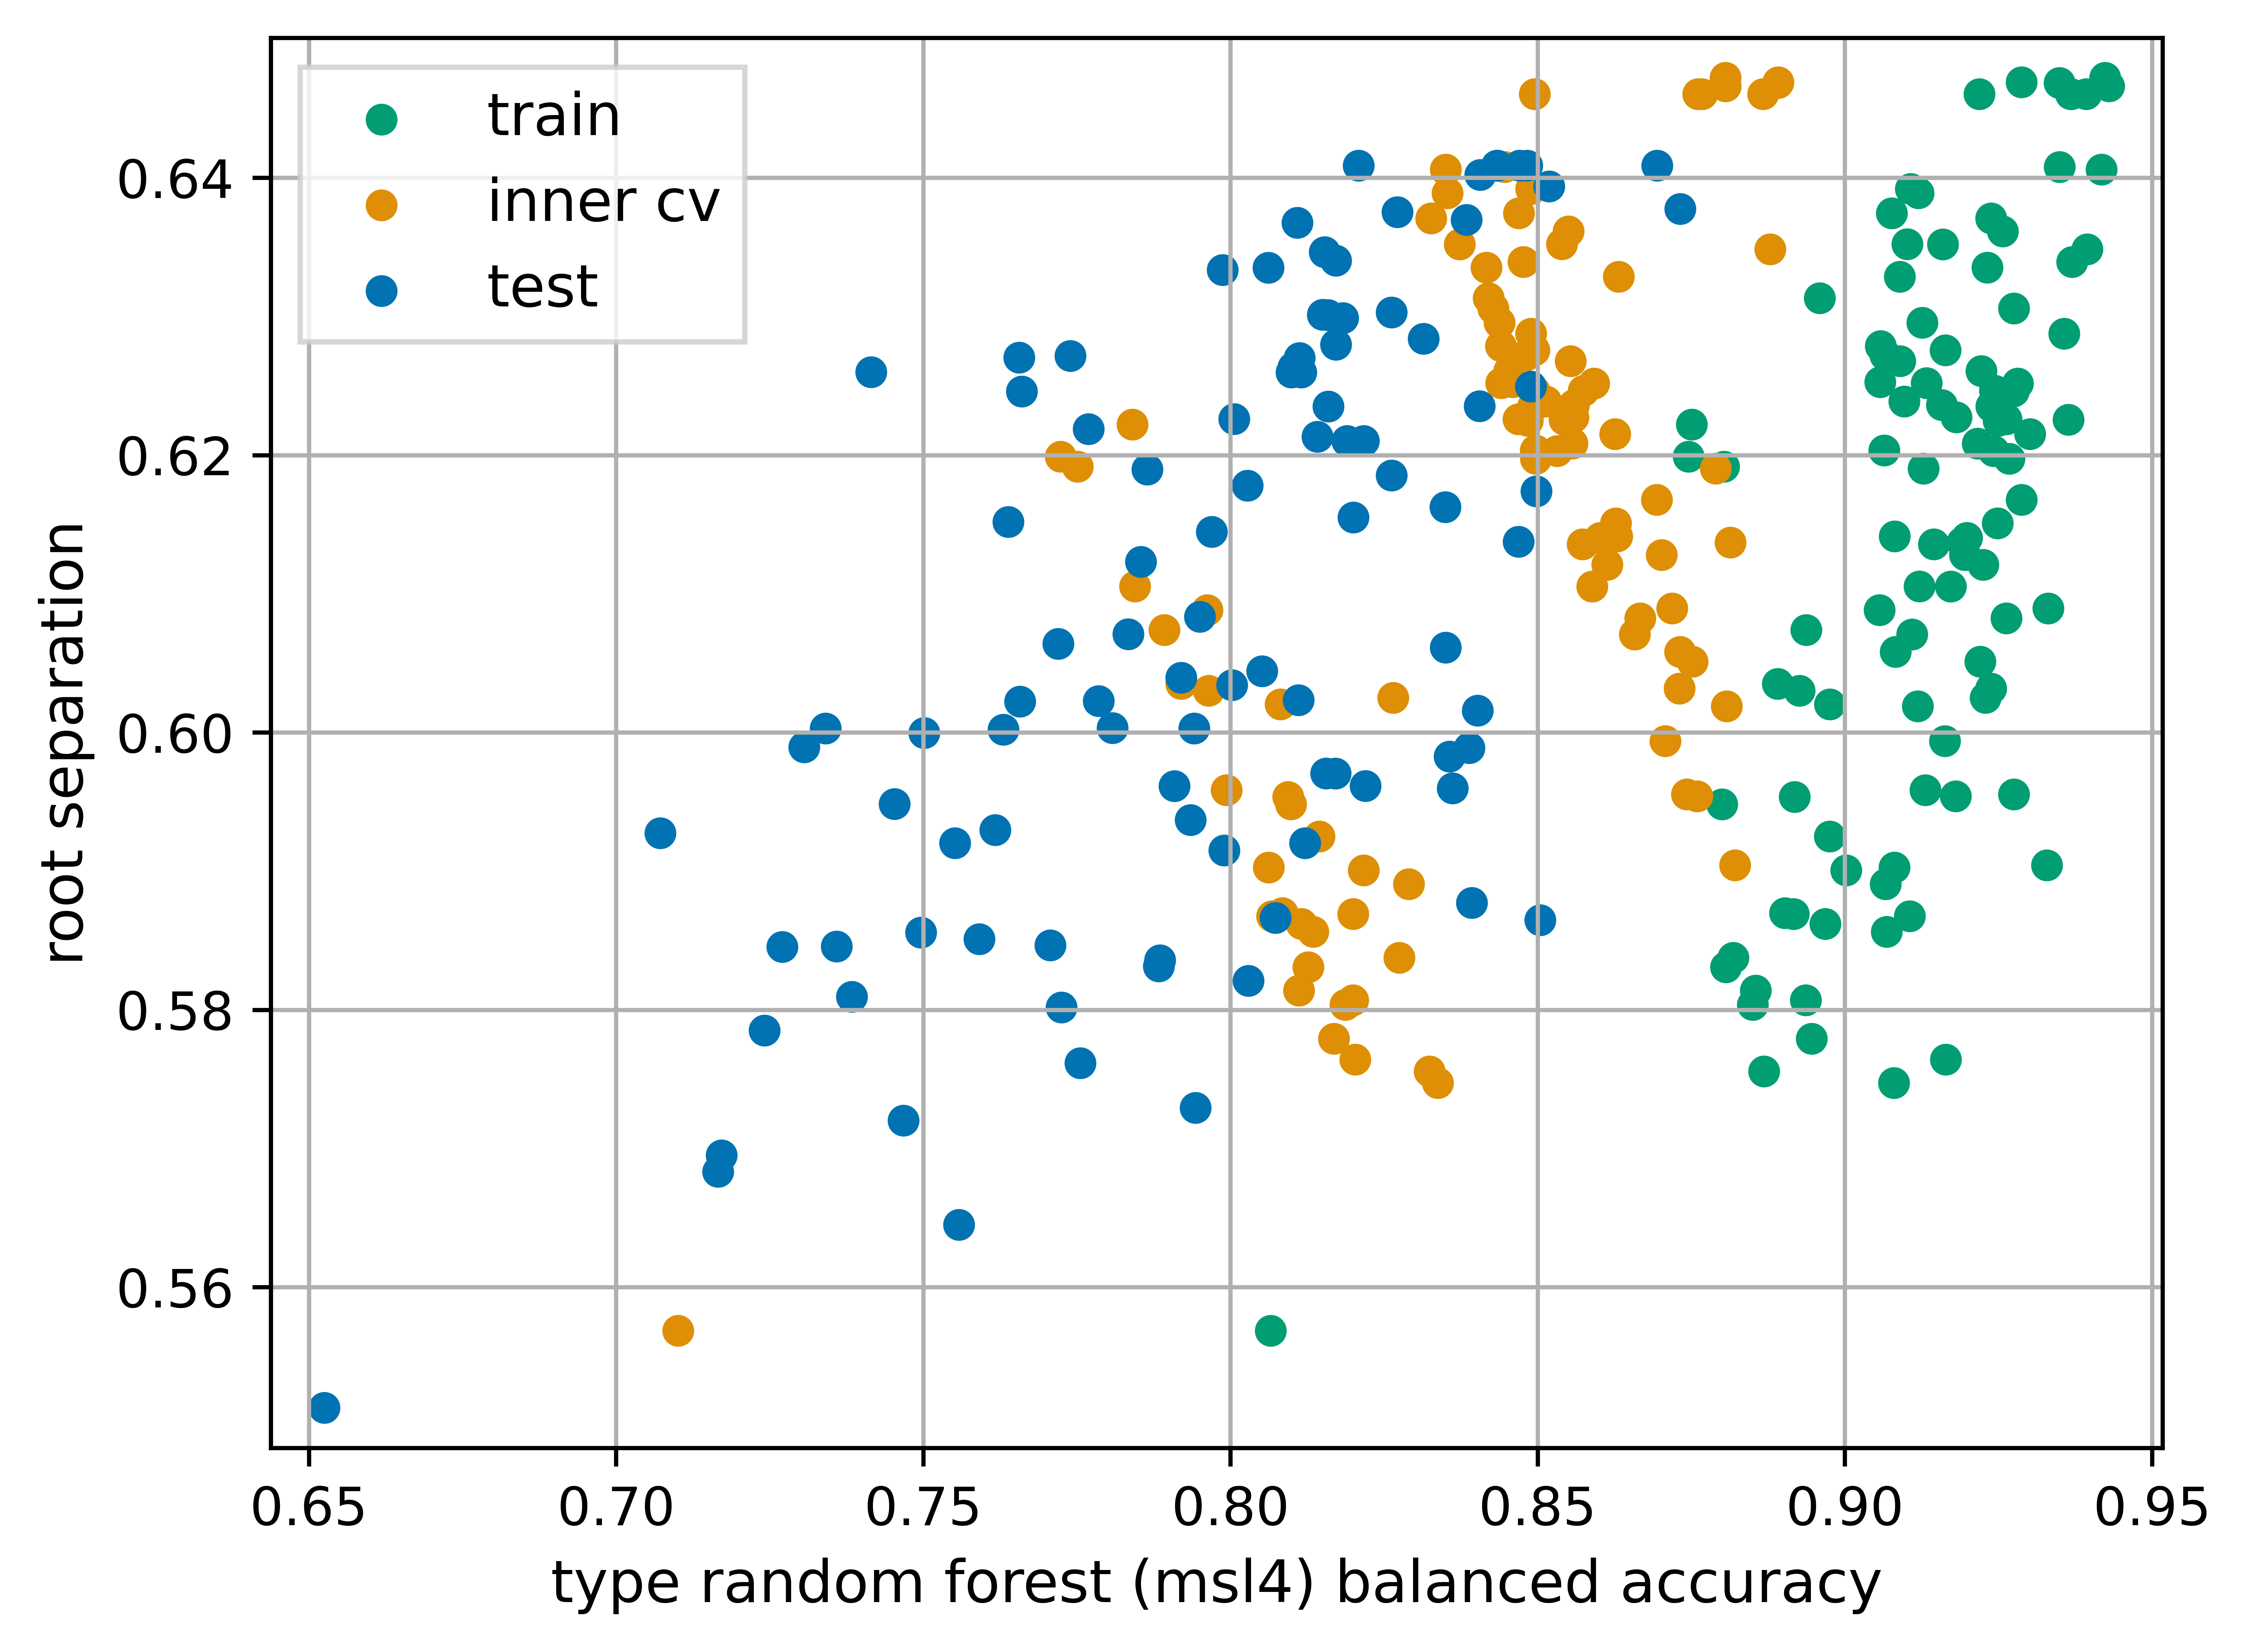 train
inner cv
test
0.64
0.62
0.60
0.58
0.56
root separation
0.65 0.70 0.75 0.80 0.85 0.90 0.95
type random forest (msl4) balanced accuracy